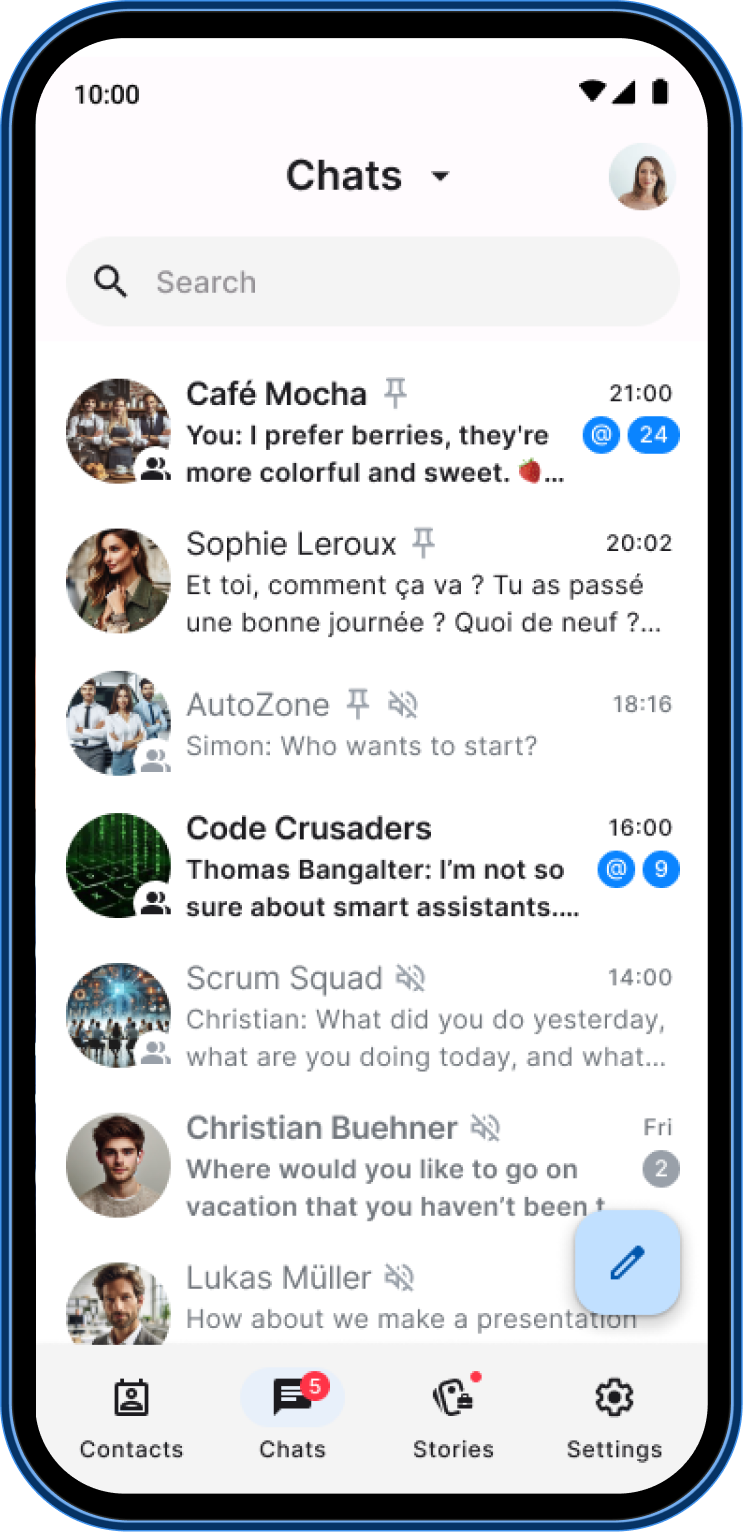 10:00
Chats
Search
Café Mocha
21:00
You: I prefer berries, they're
@ 24
more colorful and sweet. 🍓...
Sophie Leroux
20:02
Et toi, comment ça va ? Tu as passé
une bonne journée ? Quoi de neuf ?...
AutoZone
18:16
Simon: Who wants to start?
Code Crusaders
16:00
Thomas Bangalter: I’m not so
@ 9
sure about smart assistants....
Scrum Squad
14:00
Christian: What did you do yesterday,
what are you doing today, and what...
Christian Buehner
Fri
Where would you like to go on
2
vacation that you haven’t been t
Lukas Müller
How about we make a presentation
5
Contacts
Chats
Stories
Settings